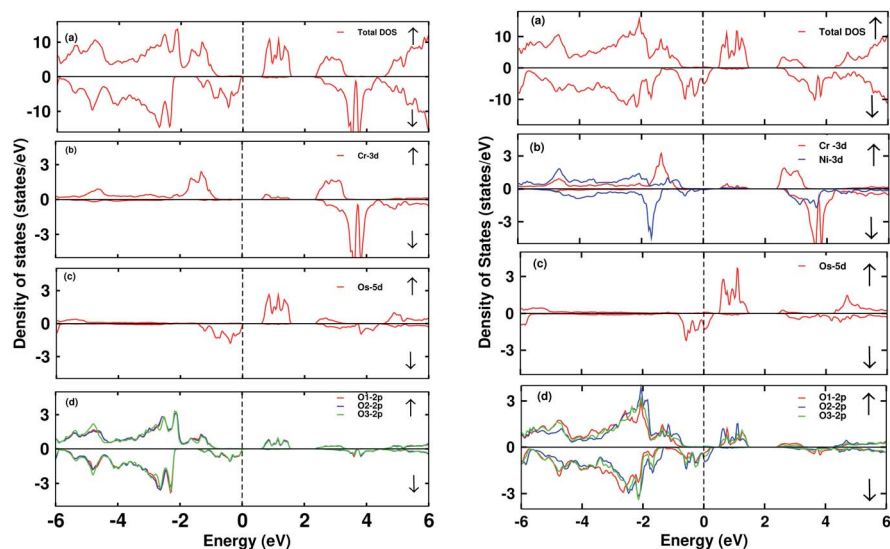 (a)
Total DOS
↑
10
0
-10
↓
(b)
Cr-3d
↑
3
0
-3
↓
(c)
Os-5d
↑
3
0
-3
↓
(d)
O1-2p
O2-2p
O3-2p
↑
3
0
-3
↓
-6 -4 -2 0 2 4 6
Energy (eV)
Density of states (states/eV)
(a)
Total DOS
↑
10
0
-10
↓
(b)
Cr -3d
Ni-3d
↑
3
0
-3
↓
(c)
Os-5d
↑
3
0
-3
↓
(d)
O1-2p
O2-2p
O3-2p
↑
3
0
-3
↓
-6 -4 -2 0 2 4 6
Energy (eV)
Density of States (states/eV)